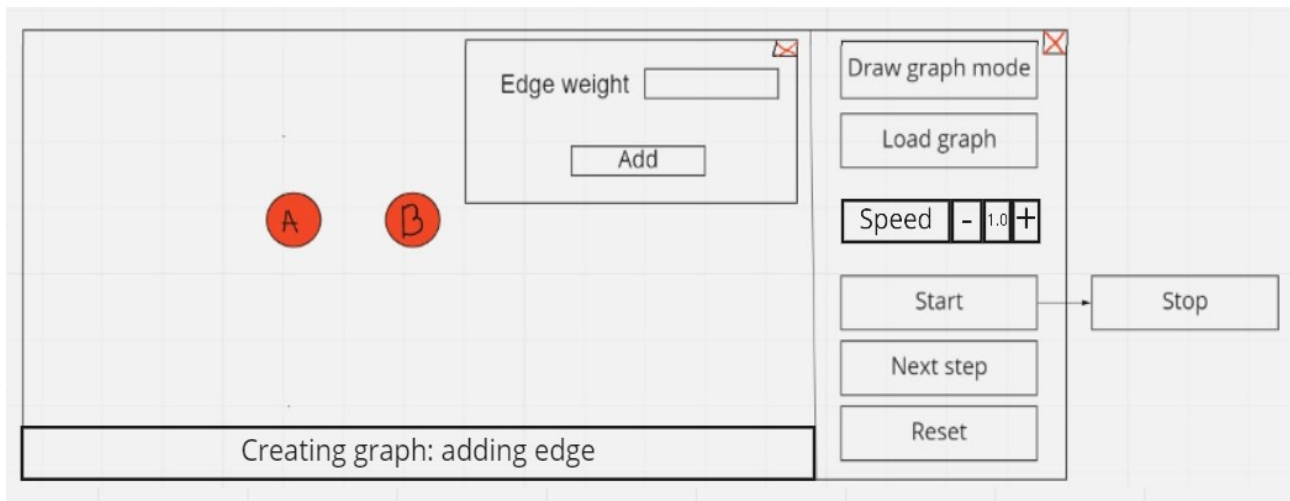 Edge weight
Add
A
B
Creating graph: adding edge
Draw graph mode
Load graph
Speed - 1.0 +
Start
Stop
Next step
Reset